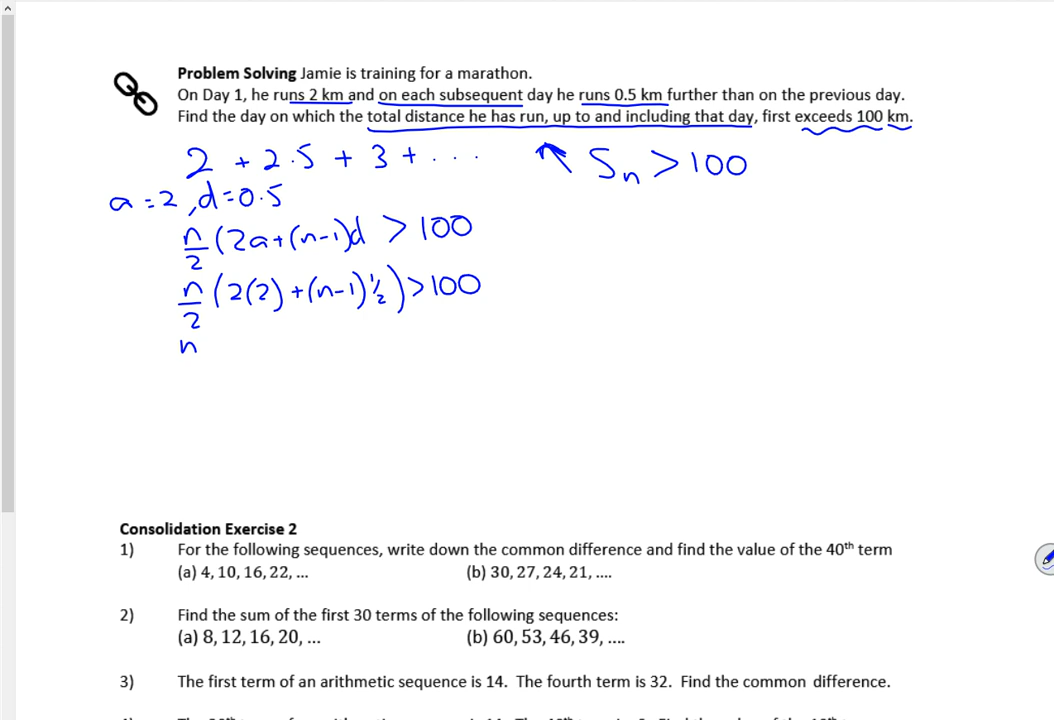 Problem Solving Jamie is training for a marathon.
On Day 1, he runs 2 km and on each subsequent day he runs 0.5 km further than on the previous day.
Find the day on which the total distance he has run, up to and including that day, first exceeds 100 km.
2 + 2.5 + 3 + . . . .    ↑ Sₙ > 100
a = 2, d = 0.5
n/2 (2a + (n-1)d > 100
n/2 (2(2) + (n-1)½) > 100
n
Consolidation Exercise 2
1) For the following sequences, write down the common difference and find the value of the 40th term
(a) 4, 10, 16, 22, ... (b) 30, 27, 24, 21, ....
2) Find the sum of the first 30 terms of the following sequences:
(a) 8, 12, 16, 20, ... (b) 60, 53, 46, 39, ....
3) The first term of an arithmetic sequence is 14. The fourth term is 32. Find the common difference.